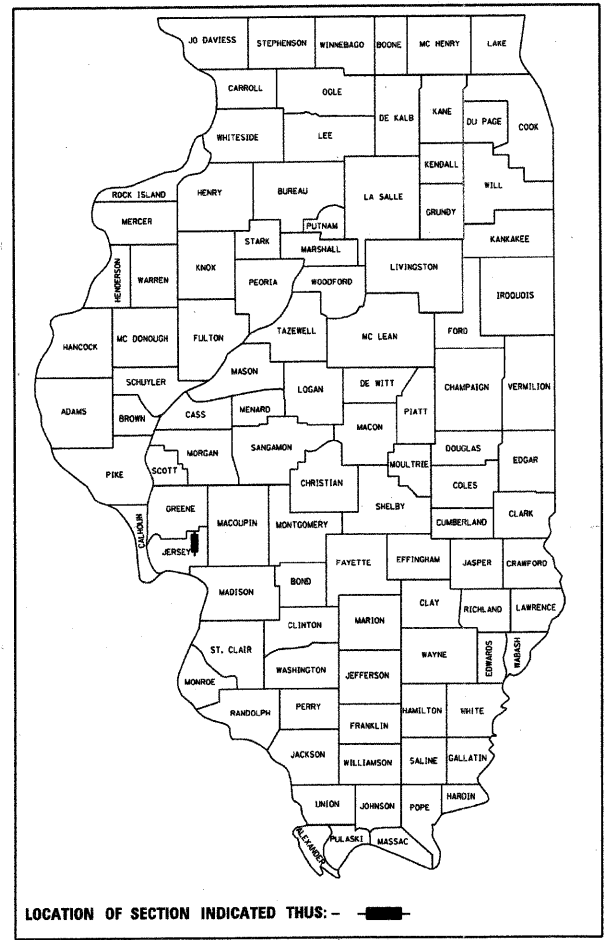 JO DAVIESS STEPHENSON WINNEBAGO BOONE MC HENRY LAKE
CARROLL OGLE DE KALB KANE DU PAGE COOK
WHITESIDE LEE
KENDALL WILL
ROCK ISLAND HENRY BUREAU LA SALLE GRUNDY
MERCER PUTNAM KANKAKEE
STARK MARSHALL
HENDERSON WARREN KNOX PEORIA WOODFORD LIVINGSTON IROQUOIS
HANCOCK MC DONOUGH FULTON TAZEWELL MC LEAN FORD
MASON
SCHUYLER LOGAN DE WITT CHAMPAIGN VERMILION
ADAMS BROWN CASS MENARD MACON PIATT
PIKE SCOTT MORGAN SANGAMON MOULTRIE DOUGLAS EDGAR
CHRISTIAN COLES
GREENE MACOUPIN MONTGOMERY SHELBY CUMBERLAND CLARK
CALHOUN JERSEY FAYETTE EFFINGHAM JASPER CRAWFORD
MADISON BOND
CLINTON MARION CLAY RICHLAND LAWRENCE
ST. CLAIR WAYNE EDWARDS WABASH
WASHINGTON JEFFERSON
MONROE
RANDOLPH PERRY HAMILTON WHITE
FRANKLIN
JACKSON WILLIAMSON SALINE GALLATIN
UNION JOHNSON POPE HARDIN
ALEXANDER PULASKI MASSAC
LOCATION OF SECTION INDICATED THUS: -